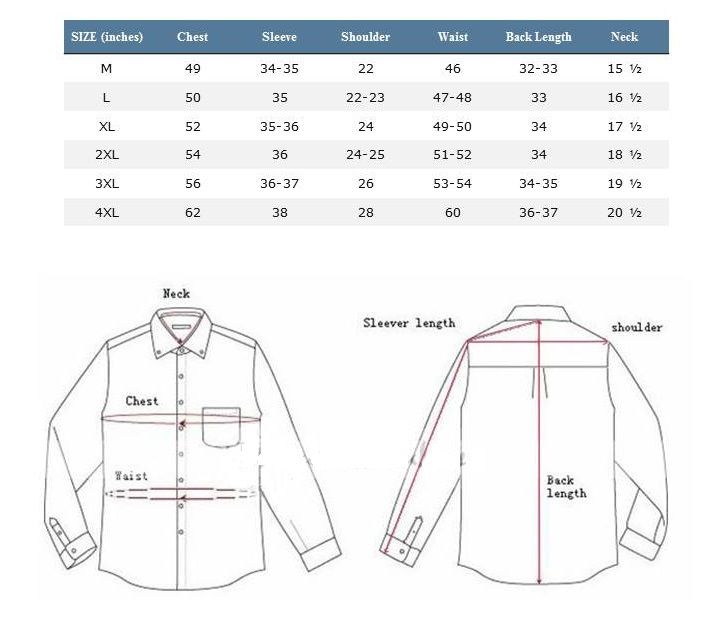 SIZE (inches) Chest Sleeve Shoulder Waist Back Length Neck
M 49 34-35 22 46 32-33 15 ½
L 50 35 22-23 47-48 33 16 ½
XL 52 35-36 24 49-50 34 17 ½
2XL 54 36 24-25 51-52 34 18 ½
3XL 56 36-37 26 53-54 34-35 19 ½
4XL 62 38 28 60 36-37 20 ½
Neck
Sleever length
shoulder
Chest
Waist
Back
length